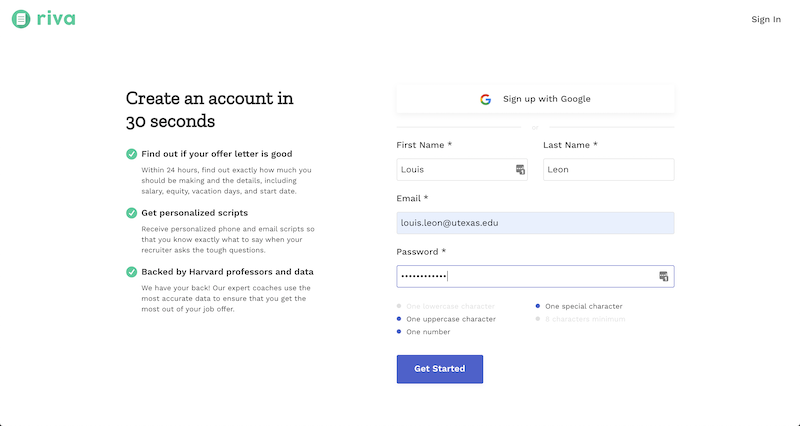 riva
Sign In
Create an account in
30 seconds
Find out if your offer letter is good
Within 24 hours, find out exactly how much you
should be making and the details, including
salary, equity, vacation days, and start date.
Get personalized scripts
Receive personalized phone and email scripts so
that you know exactly what to say when your
recruiter asks the tough questions.
Backed by Harvard professors and data
We have your back! Our expert coaches use the
most accurate data to ensure that you get the
most out of your job offer.
Sign up with Google
or
First Name * Last Name *
Louis Leon
Email *
louis.leon@utexas.edu
Password *
••••••••••••
One lowercase character One special character
One uppercase character 8 characters minimum
One number
Get Started